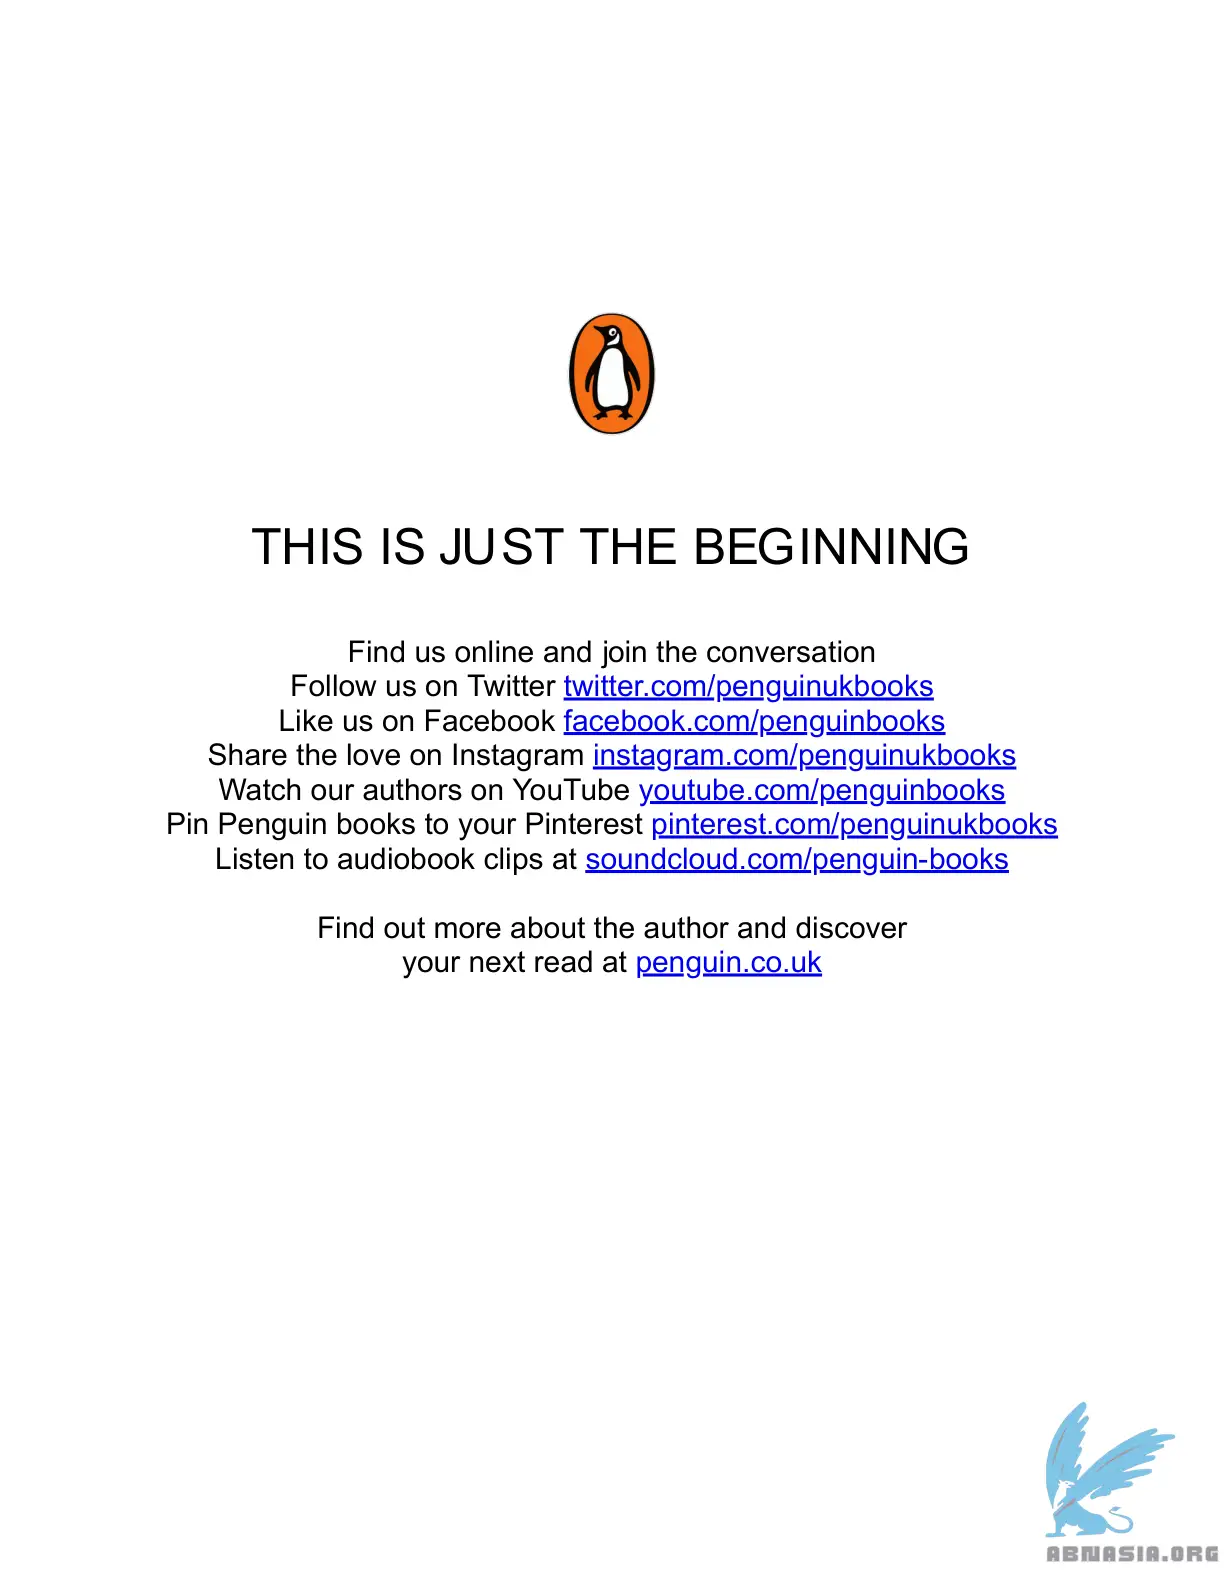 THIS IS JUST THE BEGINNING
Find us online and join the conversation
Follow us on Twitter twitter.com/penguinukbooks
Like us on Facebook facebook.com/penguinbooks
Share the love on Instagram instagram.com/penguinukbooks
Watch our authors on YouTube youtube.com/penguinbooks
Pin Penguin books to your Pinterest pinterest.com/penguinukbooks
Listen to audiobook clips at soundcloud.com/penguin-books
Find out more about the author and discover
your next read at penguin.co.uk
ABNASIA.ORG